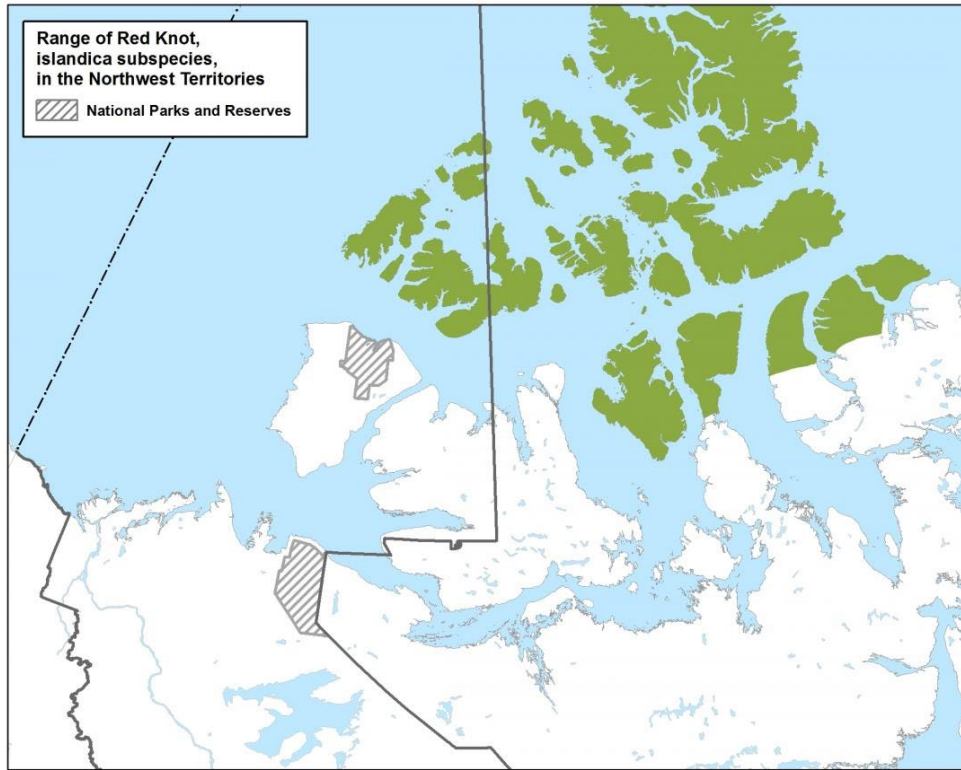 Range of Red Knot,
islandica subspecies,
in the Northwest Territories
National Parks and Reserves